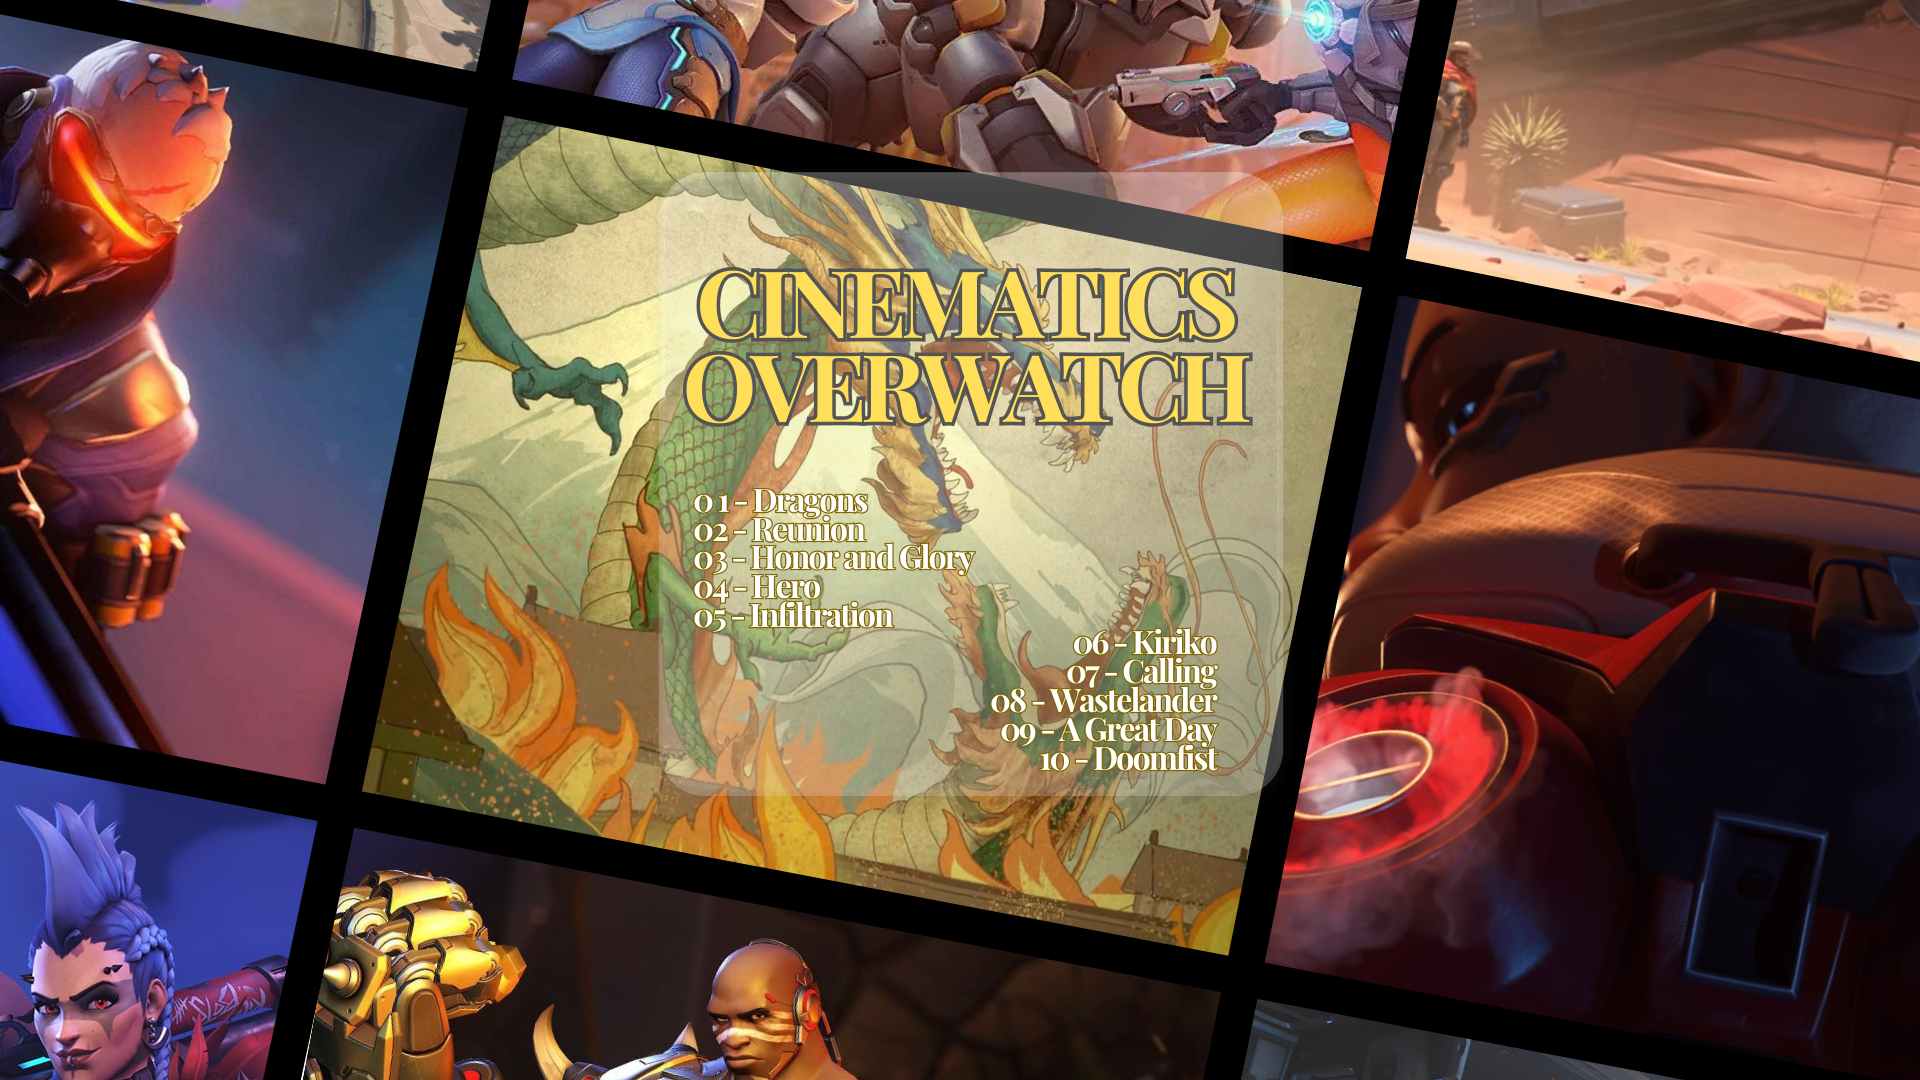 CINEMATICS
OVERWATCH
01 - Dragons
02 - Reunion
03 - Honor and Glory
04 - Hero
05 - Infiltration
06 - Kiriko
07 - Calling
08 - Wastelander
09 - A Great Day
10 - Doomfist